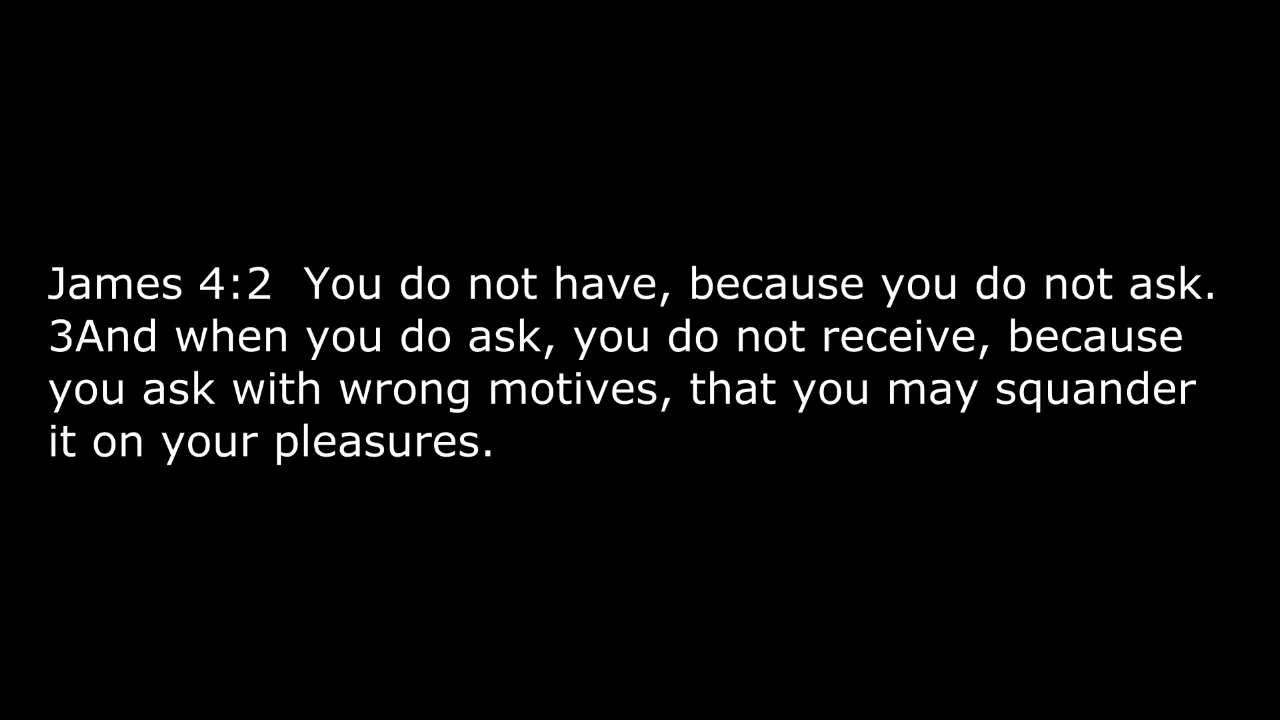 James 4:2  You do not have, because you do not ask.
3And when you do ask, you do not receive, because
you ask with wrong motives, that you may squander
it on your pleasures.